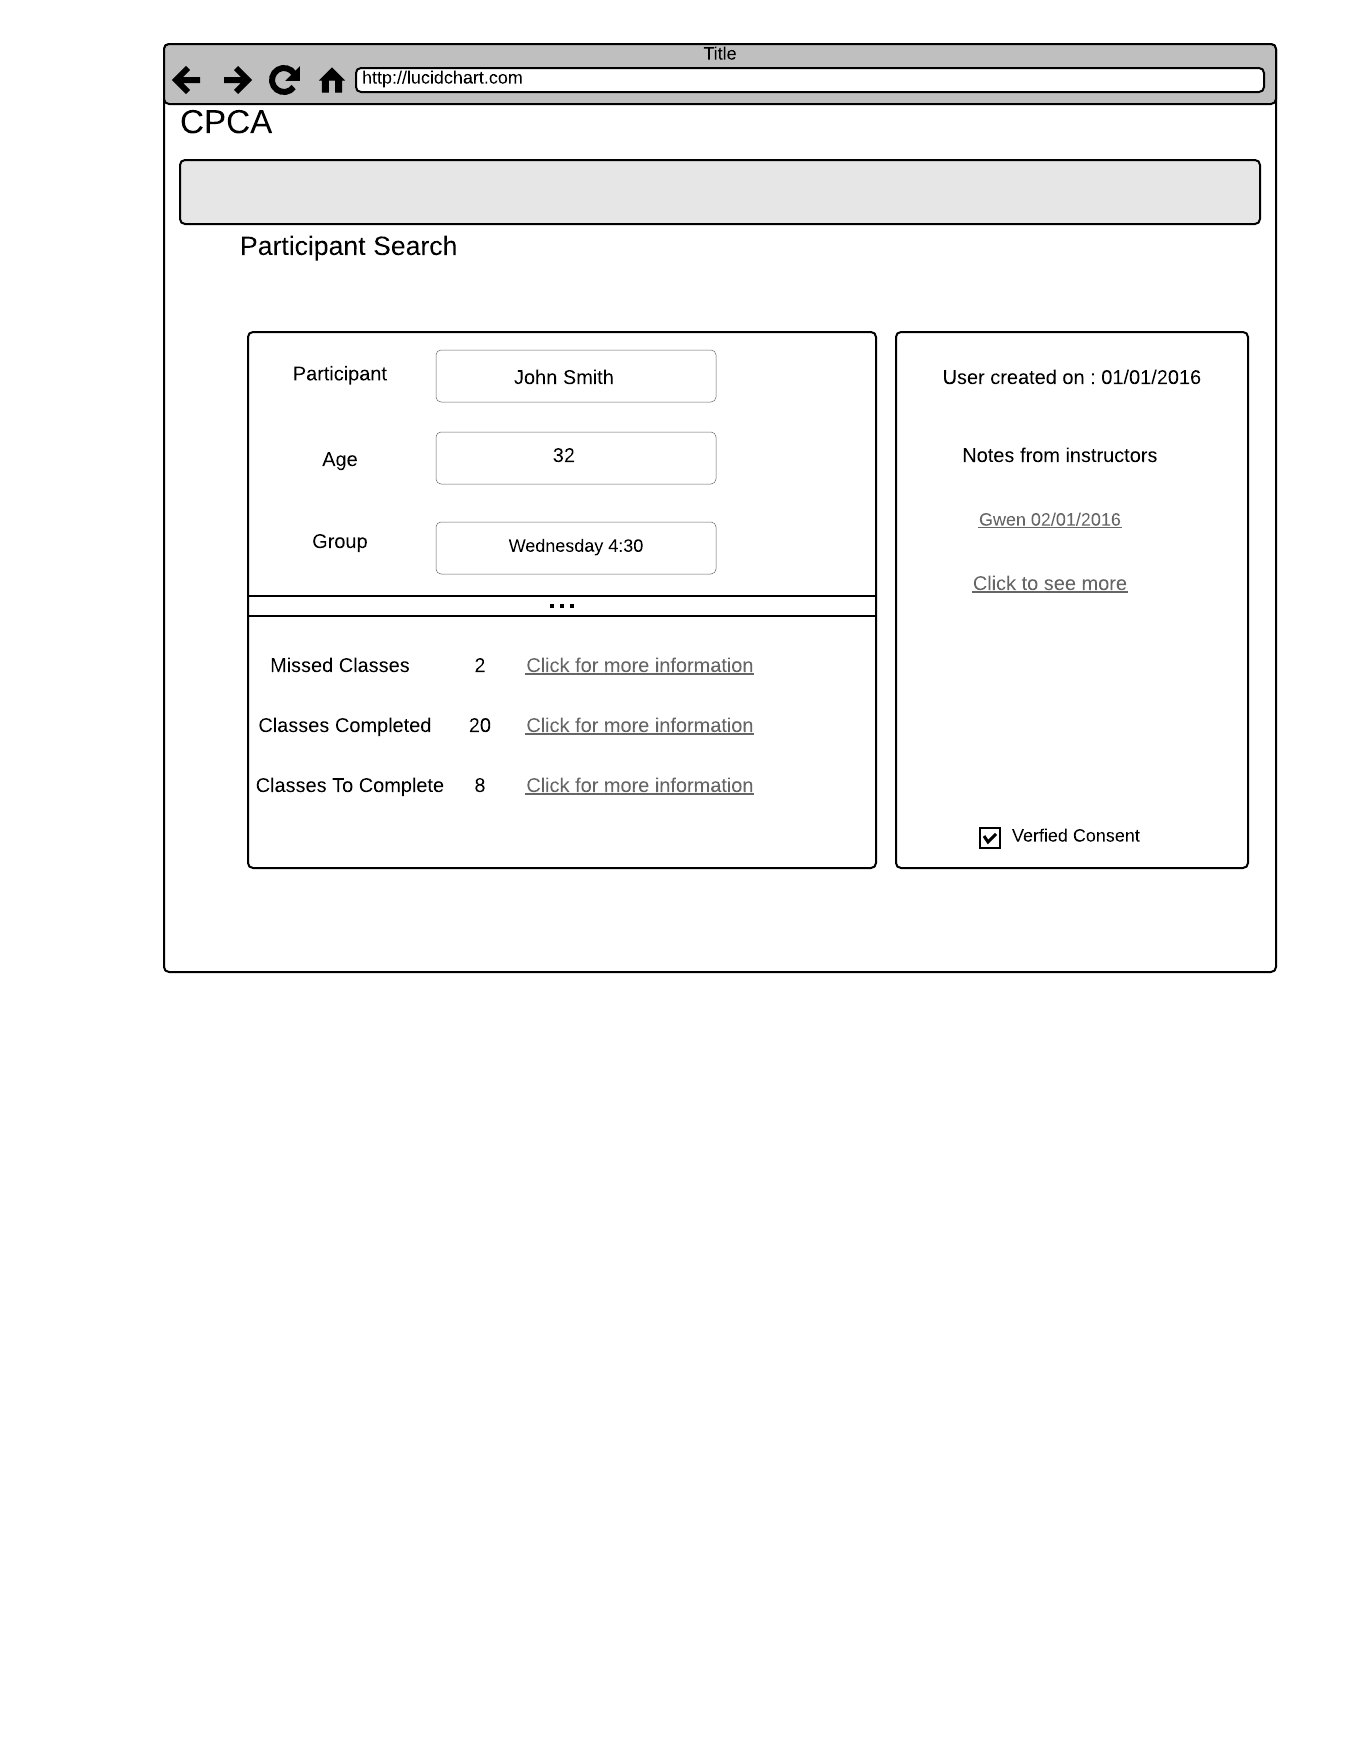 Title
http://lucidchart.com
CPCA
Participant Search
Participant
John Smith
Age
32
Group
Wednesday 4:30
...
Missed Classes 2 Click for more information
Classes Completed 20 Click for more information
Classes To Complete 8 Click for more information
User created on : 01/01/2016
Notes from instructors
Gwen 02/01/2016
Click to see more
Verfied Consent